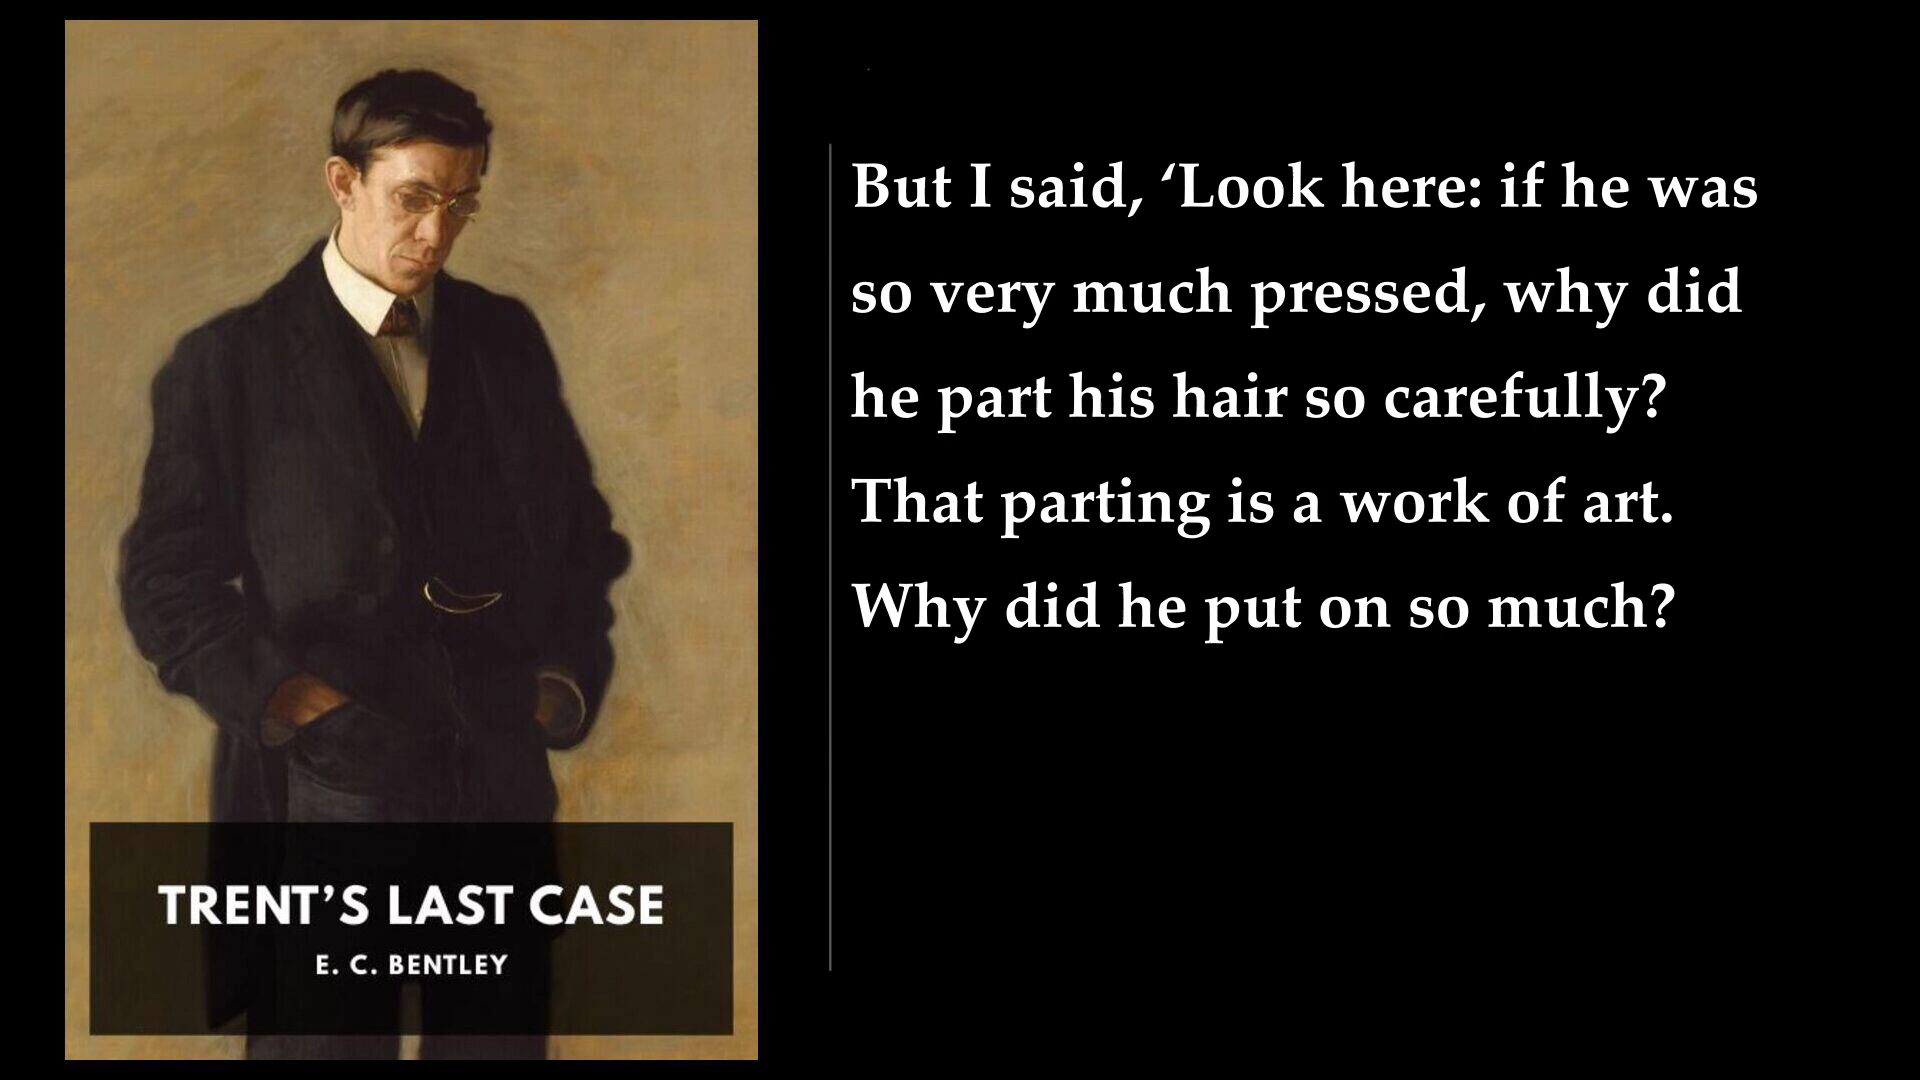 But I said, ‘Look here: if he was
so very much pressed, why did
he part his hair so carefully?
That parting is a work of art.
Why did he put on so much?
TRENT’S LAST CASE
E. C. BENTLEY